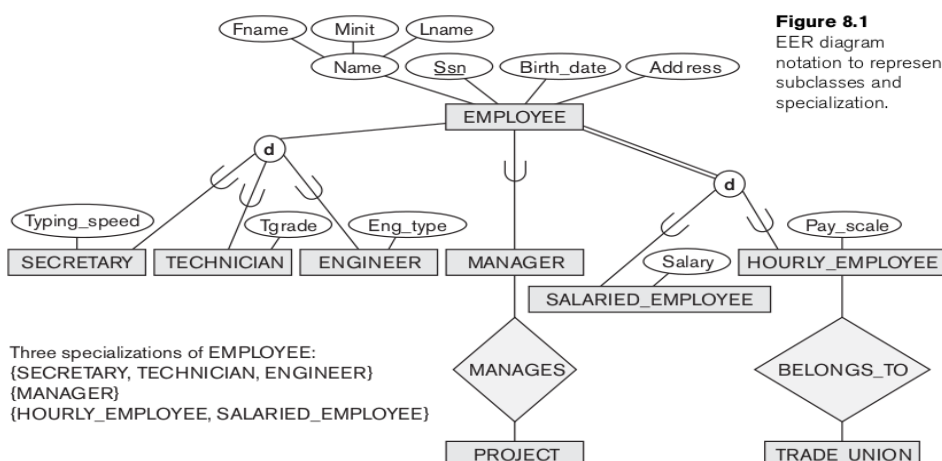 Fname Minit Lname
Name Ssn Birth_date Address
EMPLOYEE
Figure 8.1
EER diagram
notation to represen
subclasses and
specialization.
d
d
Typing_speed Tgrade Eng_type Pay_scale
Salary
SECRETARY TECHNICIAN ENGINEER MANAGER HOURLY_EMPLOYEE
SALARIED_EMPLOYEE
Three specializations of EMPLOYEE:
{SECRETARY, TECHNICIAN, ENGINEER}
{MANAGER}
{HOURLY_EMPLOYEE, SALARIED_EMPLOYEE}
MANAGES BELONGS_TO
PROJECT TRADE_UNION